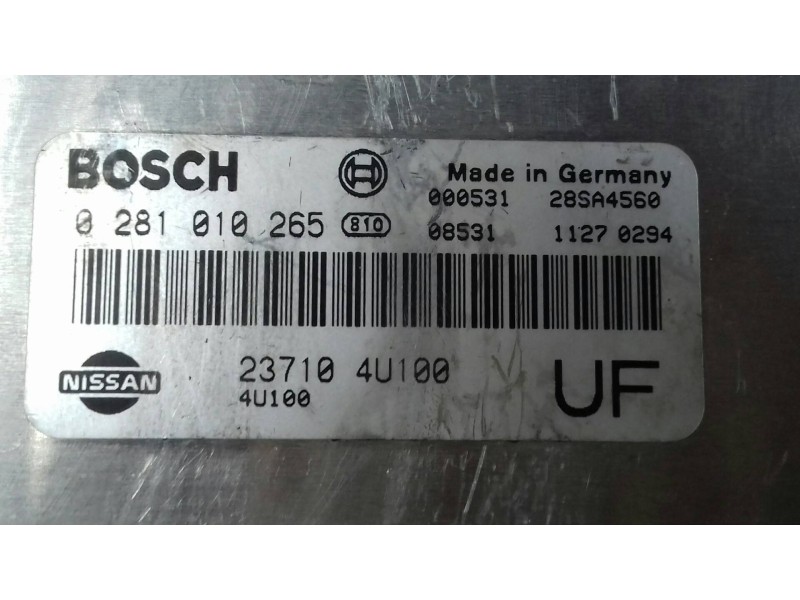 BOSCH
Made in Germany
000531 28SA4560
0 281 010 265 810 08531 1127 0294
NISSAN
23710 4U100
4U100
UF